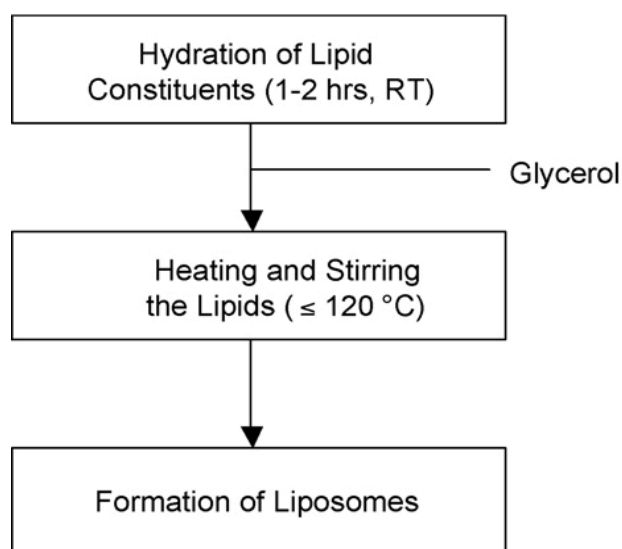 Hydration of Lipid
Constituents (1-2 hrs, RT)
Glycerol
Heating and Stirring
the Lipids ( ≤ 120 °C)
Formation of Liposomes